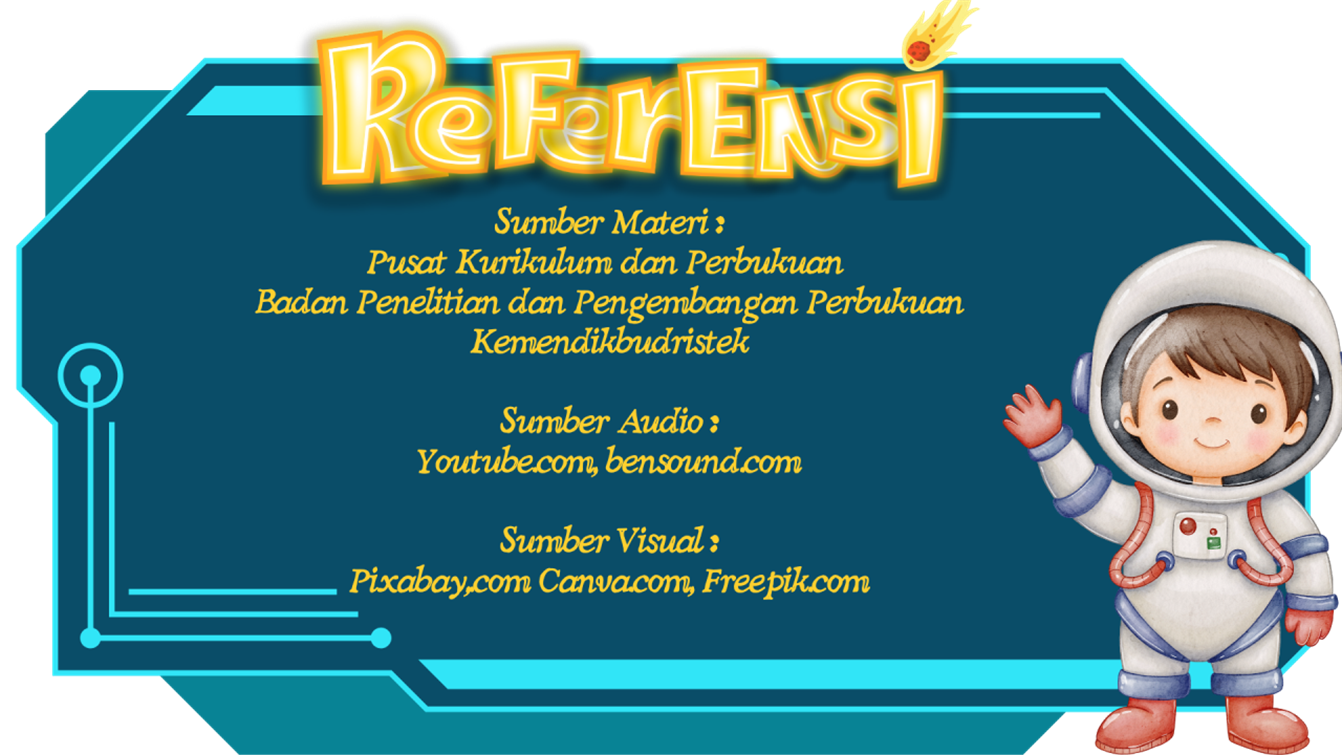 ReFerENSi
Sumber Materi :
Pusat Kurikulum dan Perbukuan
Badan Penelitian dan Pengembangan Perbukuan
Kemendikbudristek
Sumber Audio :
Youtube.com, bensound.com
Sumber Visual :
Pixabay,com Canva.com, Freepik.com